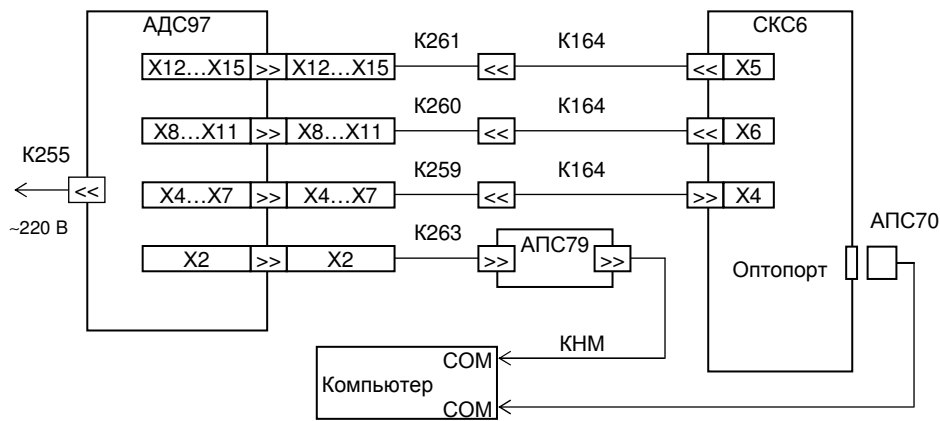 АДС97 СКС6
К261 К164
X12...X15 >> X12...X15 << << X5
К260 К164
X8...X11 >> X8...X11 << << X6
К255 К259 К164
<< X4...X7 >> X4...X7 << >> X4
~220 В К263 АПС79 АПС70
X2 >> X2 >> >> Оптопорт
КНМ
COM
Компьютер
COM